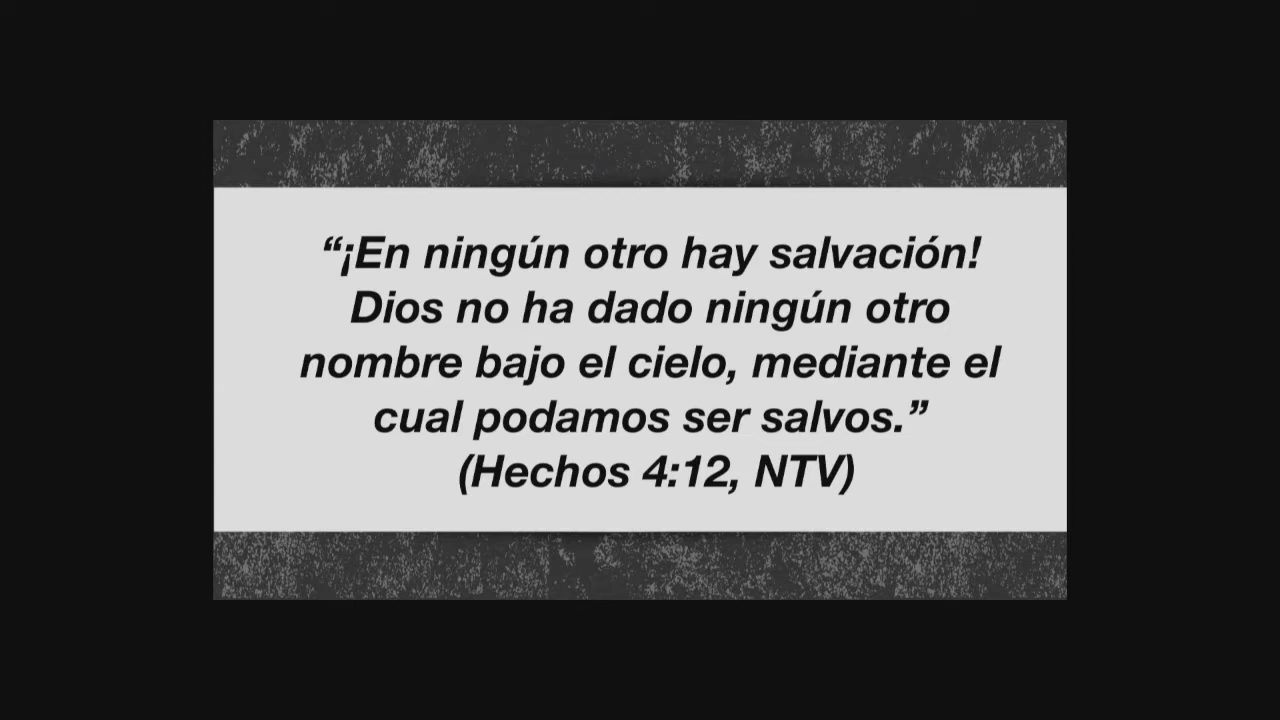 “¡En ningún otro hay salvación!
Dios no ha dado ningún otro
nombre bajo el cielo, mediante el
cual podamos ser salvos.”
(Hechos 4:12, NTV)